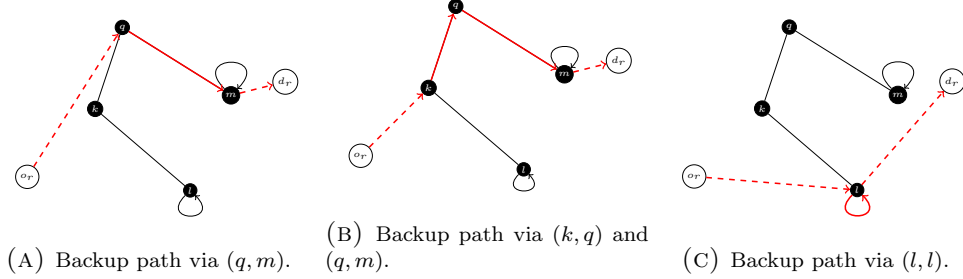 q
m
d_r
k
o_r
l
(A) Backup path via (q, m).
q
m
d_r
k
o_r
l
(B) Backup path via (k, q) and
(q, m).
q
d_r
m
k
o_r
l
(C) Backup path via (l, l).